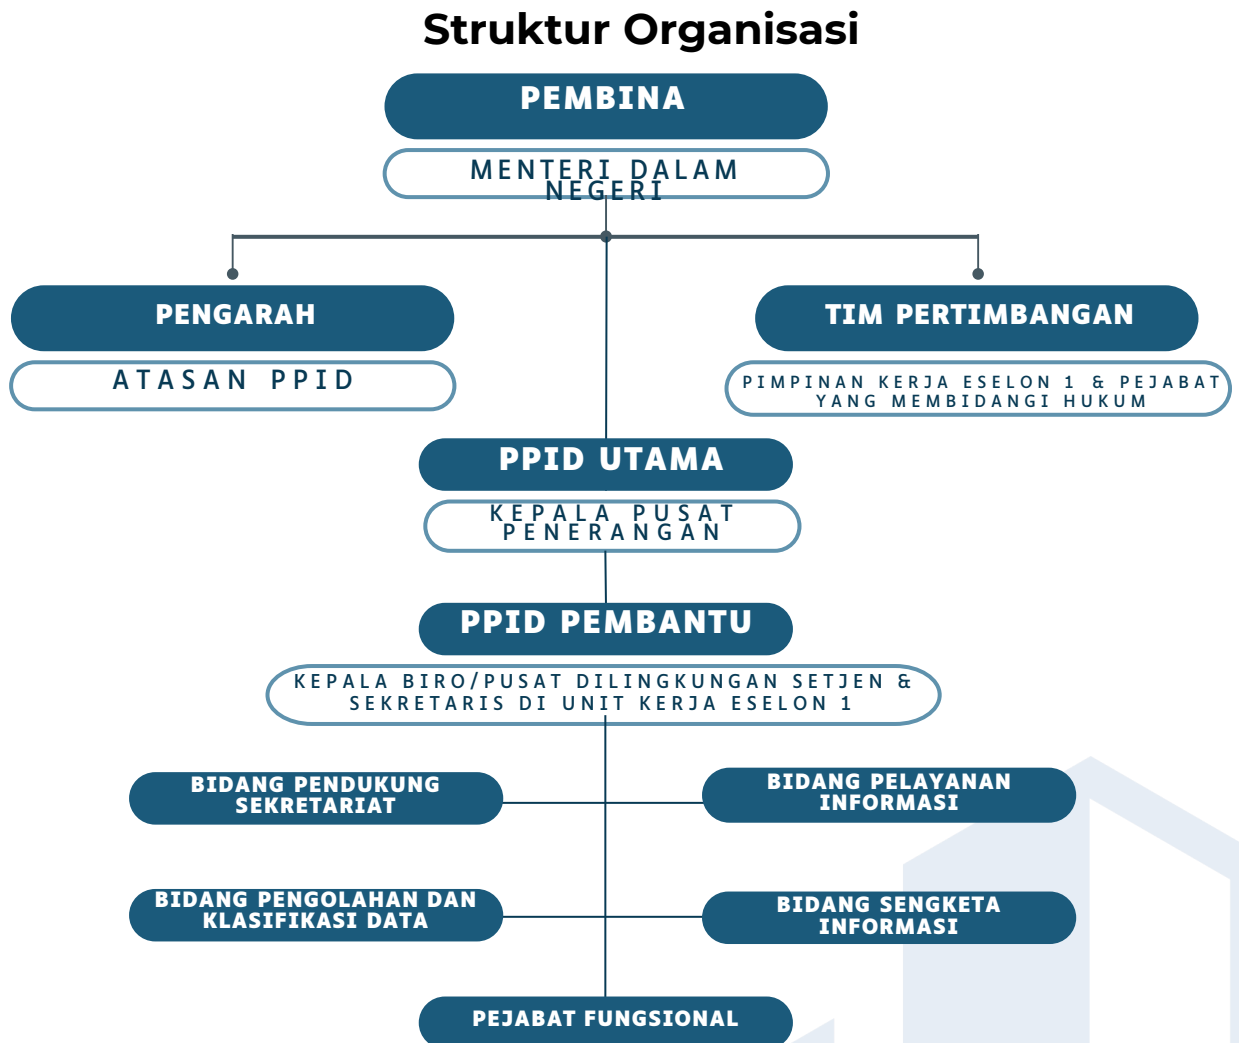 Struktur Organisasi
PEMBINA
MENTERI DALAM
NEGERI
PENGARAH
ATASAN PPID
TIM PERTIMBANGAN
PIMPINAN KERJA ESELON 1 & PEJABAT
YANG MEMBIDANGI HUKUM
PPID UTAMA
KEPALA PUSAT
PENERANGAN
PPID PEMBANTU
KEPALA BIRO/PUSAT DILINGKUNGAN SETJEN &
SEKRETARIS DI UNIT KERJA ESELON 1
BIDANG PENDUKUNG
SEKRETARIAT
BIDANG PELAYANAN
INFORMASI
BIDANG PENGOLAHAN DAN
KLASIFIKASI DATA
BIDANG SENGKETA
INFORMASI
PEJABAT FUNGSIONAL